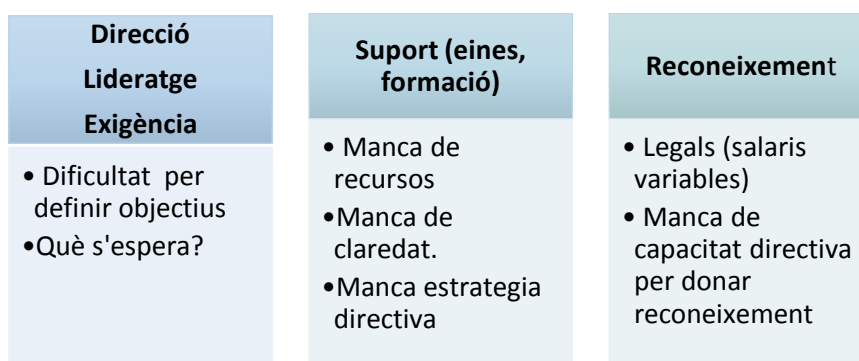 Direcció
Lideratge
Exigència
• Dificultat per
definir objectius
•Què s'espera?
Suport (eines,
formació)
• Manca de
recursos
•Manca de
claredat.
•Manca estrategia
directiva
Reconeixement
• Legals (salaris
variables)
• Manca de
capacitat directiva
per donar
reconeixement